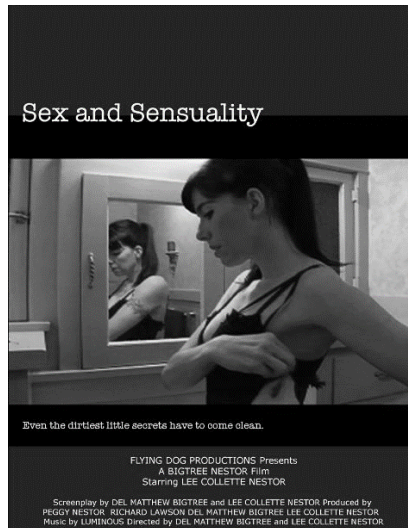 Sex and Sensuality
Even the dirtiest little secrets have to come clean.
FLYING DOG PRODUCTIONS Presents
A BIGTREE NESTOR Film
Starring LEE COLLETTE NESTOR
Screenplay by DEL MATTHEW BIGTREE and LEE COLLETTE NESTOR Produced by
PEGGY NESTOR RICHARD LAWSON DEL MATTHEW BIGTREE LEE COLLETTE NESTOR
Music by LUMINOUS Directed by DEL MATTHEW BIGTREE and LEE COLLETTE NESTOR